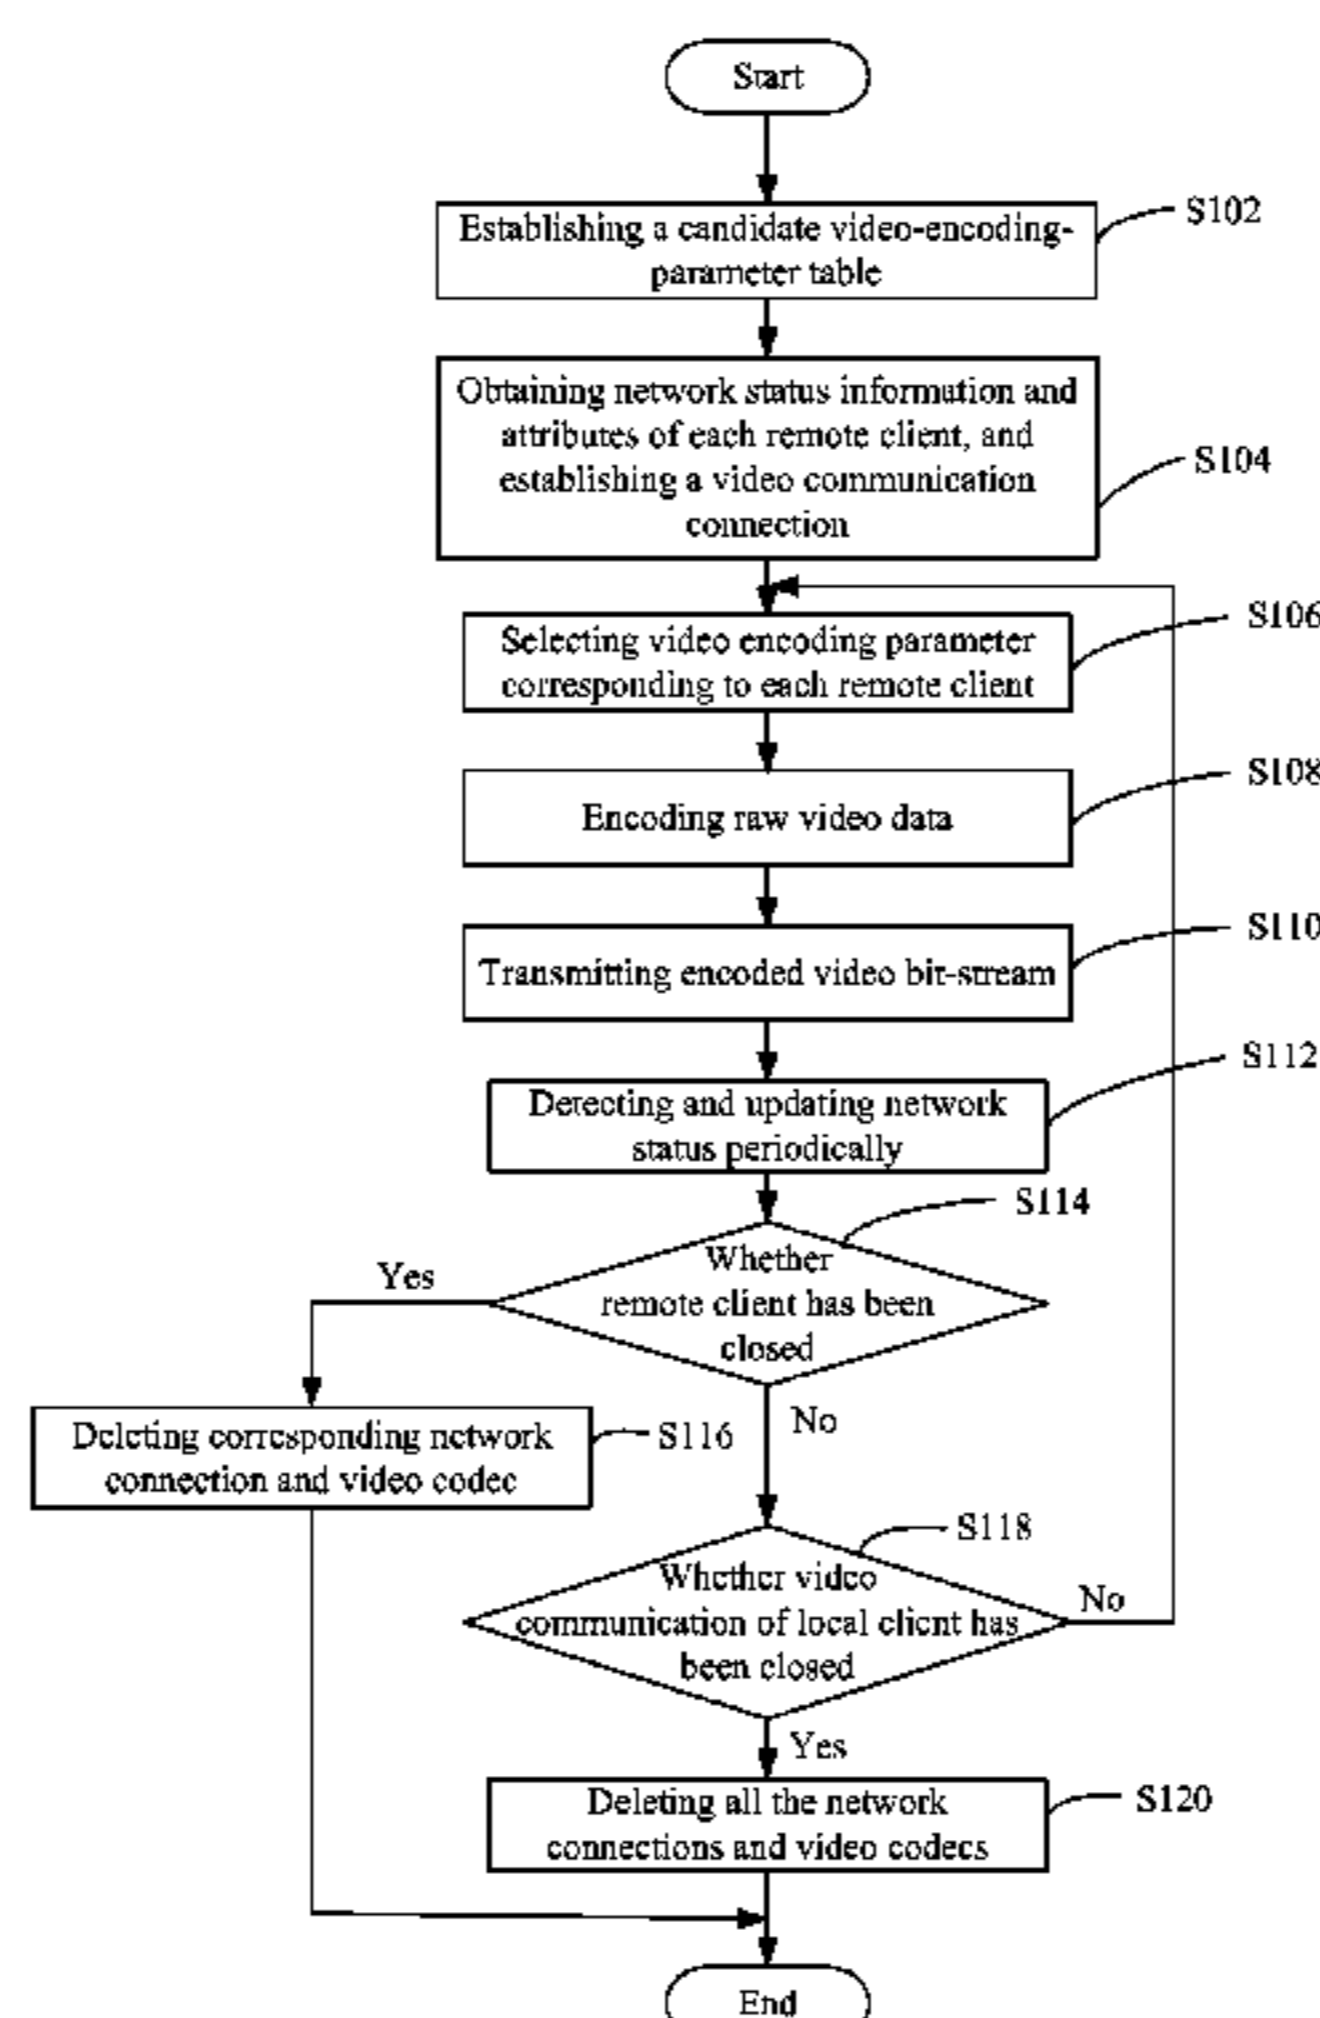 Start
Establishing a candidate video-encoding-
parameter table
S102
Obtaining network status information and
attributes of each remote client, and
establishing a video communication
connection
S104
Selecting video encoding parameter
corresponding to each remote client
S106
Encoding raw video data
S108
Transmitting encoded video bit-stream
S110
Detecting and updating network
status periodically
S112
Whether
remote client has been
closed
S114
Yes
No
Deleting corresponding network
connection and video codec
S116
Whether video
communication of local client has
been closed
S118
No
Yes
Deleting all the network
connections and video codecs
S120
End